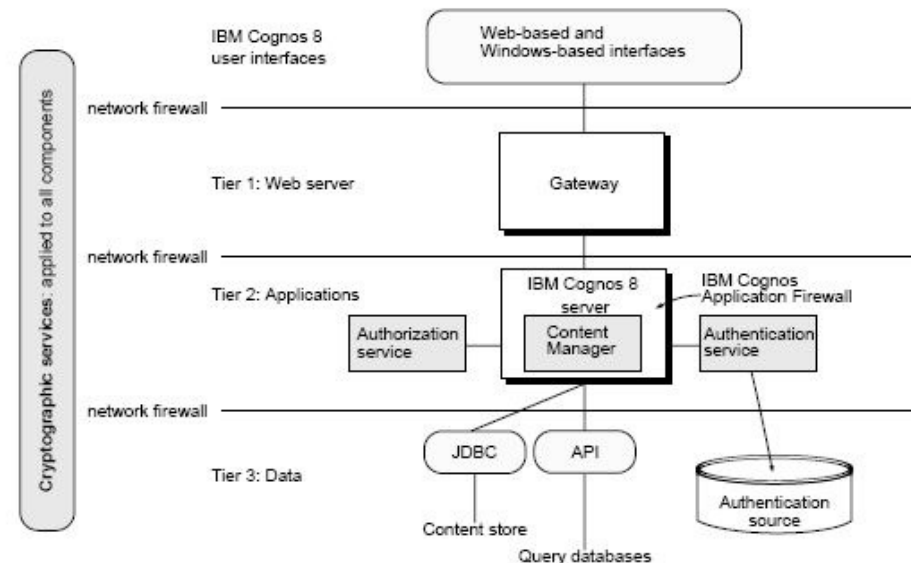 IBM Cognos 8
user interfaces
Web-based and
Windows-based interfaces
Cryptographic services: applied to all components
network firewall
Tier 1: Web server
Gateway
network firewall
Tier 2: Applications
IBM Cognos 8
server
IBM Cognos
Application Firewall
Authorization
service
Content
Manager
Authentication
service
network firewall
Tier 3: Data
JDBC
API
Authentication
source
Content store
Query databases